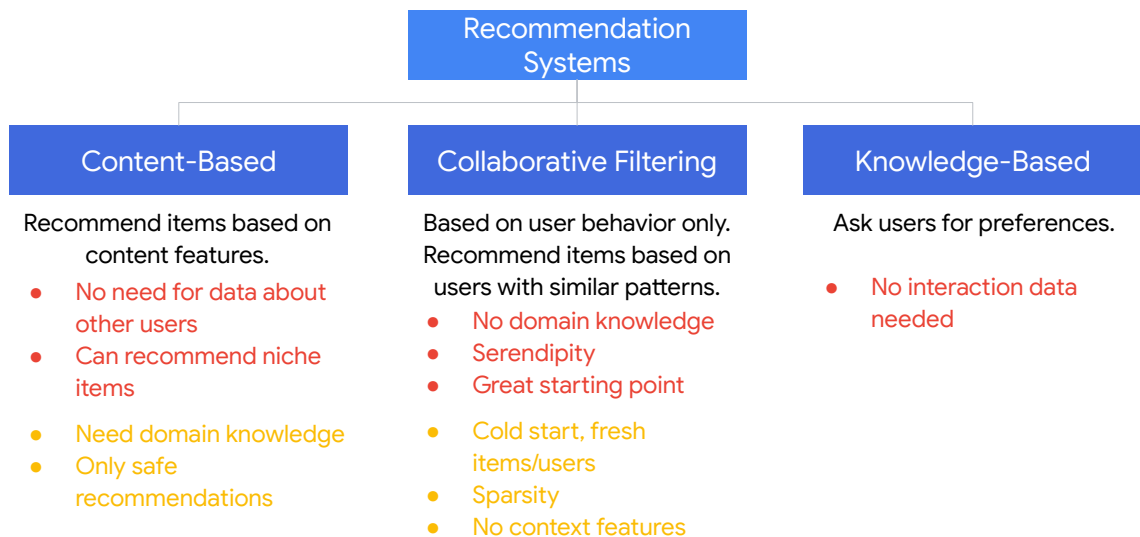 Recommendation
Systems
Content-Based
Recommend items based on
content features.
● No need for data about
other users
● Can recommend niche
items
● Need domain knowledge
● Only safe
recommendations
Collaborative Filtering
Based on user behavior only.
Recommend items based on
users with similar patterns.
● No domain knowledge
● Serendipity
● Great starting point
● Cold start, fresh
items/users
● Sparsity
● No context features
Knowledge-Based
Ask users for preferences.
● No interaction data
needed